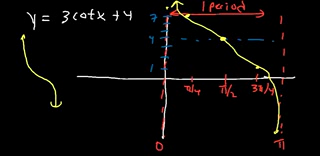 y = 3cotx + 4
1 period
7
4
1
π/4
π/2
3π/4
0
π